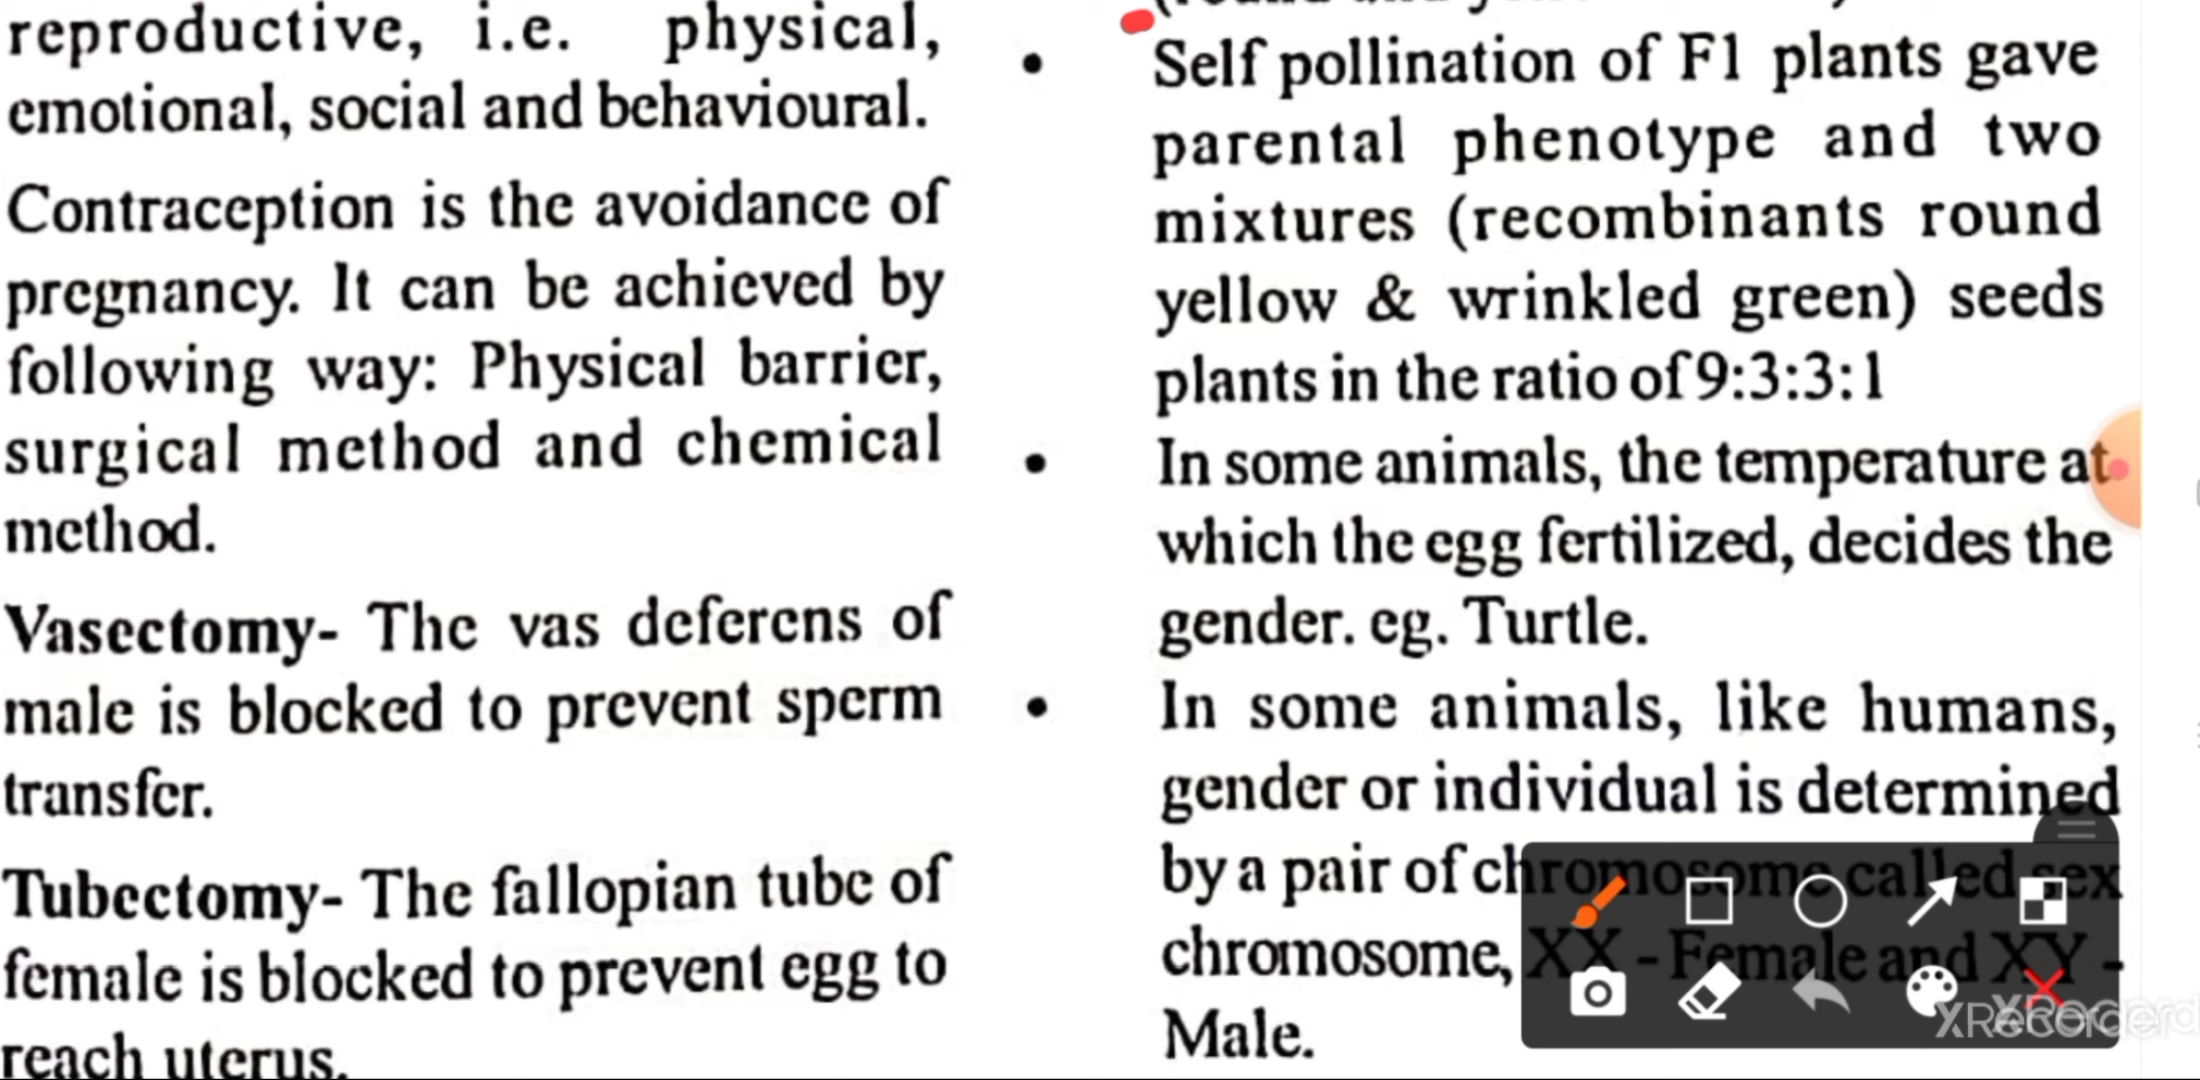 reproductive, i.e. physical,
emotional, social and behavioural.
Contraception is the avoidance of
pregnancy. It can be achieved by
following way: Physical barrier,
surgical method and chemical
method.
Vasectomy- The vas deferens of
male is blocked to prevent sperm
transfer.
Tubectomy- The fallopian tube of
female is blocked to prevent egg to
reach uterus.
• Self pollination of F1 plants gave
parental phenotype and two
mixtures (recombinants round
yellow & wrinkled green) seeds
plants in the ratio of 9:3:3:1
• In some animals, the temperature at
which the egg fertilized, decides the
gender. eg. Turtle.
• In some animals, like humans,
gender or individual is determined
by a pair of chromosome called sex
chromosome, XX - Female and XY -
Male.
XRecorder